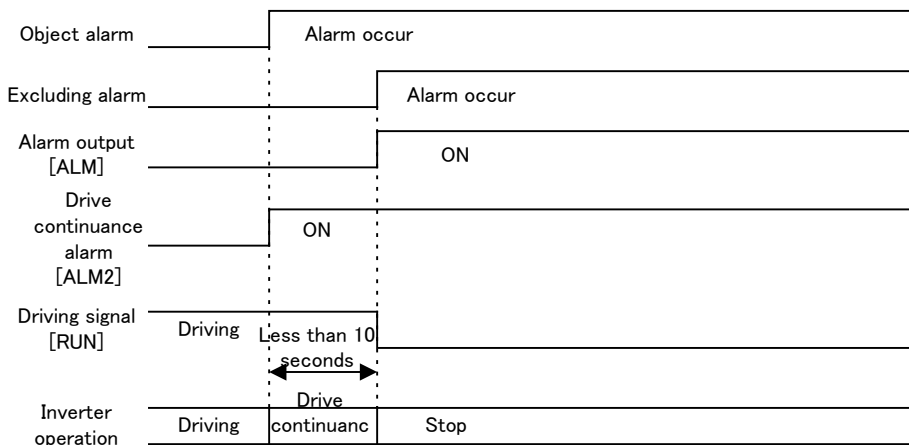 Object alarm
Alarm occur
Excluding alarm
Alarm occur
Alarm output
[ALM]
ON
Drive
continuance
alarm
[ALM2]
ON
Driving signal
[RUN]
Driving
Less than 10
seconds
Inverter
operation
Driving
Drive
continuanc
Stop